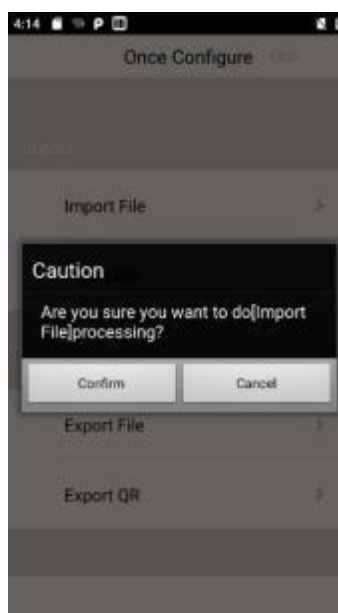 4:14
Once Configure
Import
Import File
Caution
Are you sure you want to do[Import
File]processing?
Confirm
Cancel
Export File
Export QR